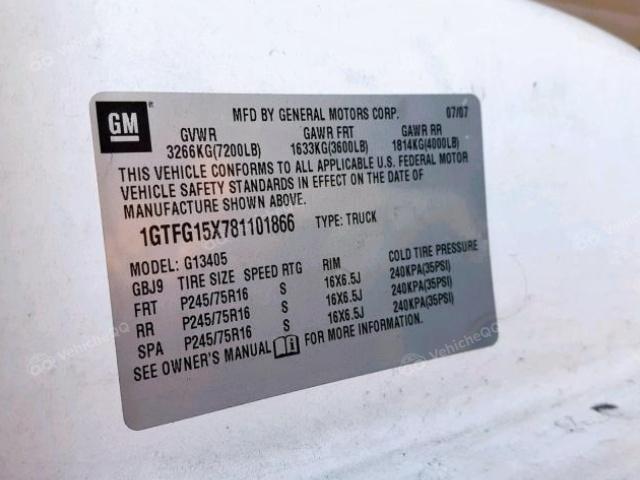 GM
MFD BY GENERAL MOTORS CORP. 07/07
GVWR GAWR FRT GAWR RR
3266KG(7200LB) 1633KG(3600LB) 1814KG(4000LB)
THIS VEHICLE CONFORMS TO ALL APPLICABLE U.S. FEDERAL MOTOR
VEHICLE SAFETY STANDARDS IN EFFECT ON THE DATE OF
MANUFACTURE SHOWN ABOVE.
1GTFG15X781101866 TYPE: TRUCK
MODEL: G13405
GBJ9 TIRE SIZE SPEED RTG RIM COLD TIRE PRESSURE
FRT P245/75R16 S 16X6.5J 240KPA(35PSI)
RR P245/75R16 S 16X6.5J 240KPA(35PSI)
SPA P245/75R16 S 16X6.5J 240KPA(35PSI)
SEE OWNER'S MANUAL FOR MORE INFORMATION.
VehicheQQ
VehicheQQ
VehicheQQ
VehicheQQ